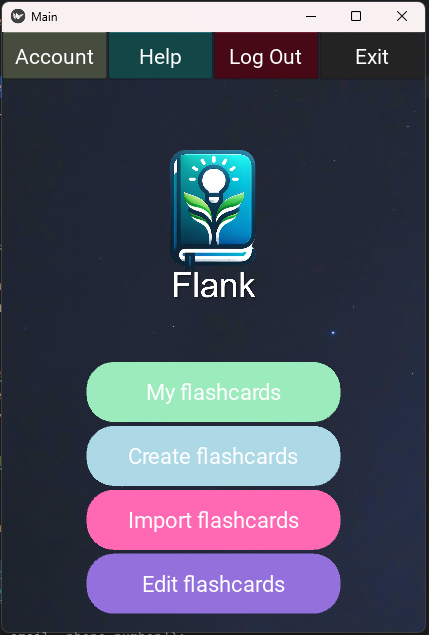 Main
Account Help Log Out Exit
Flank
My flashcards
Create flashcards
Import flashcards
Edit flashcards